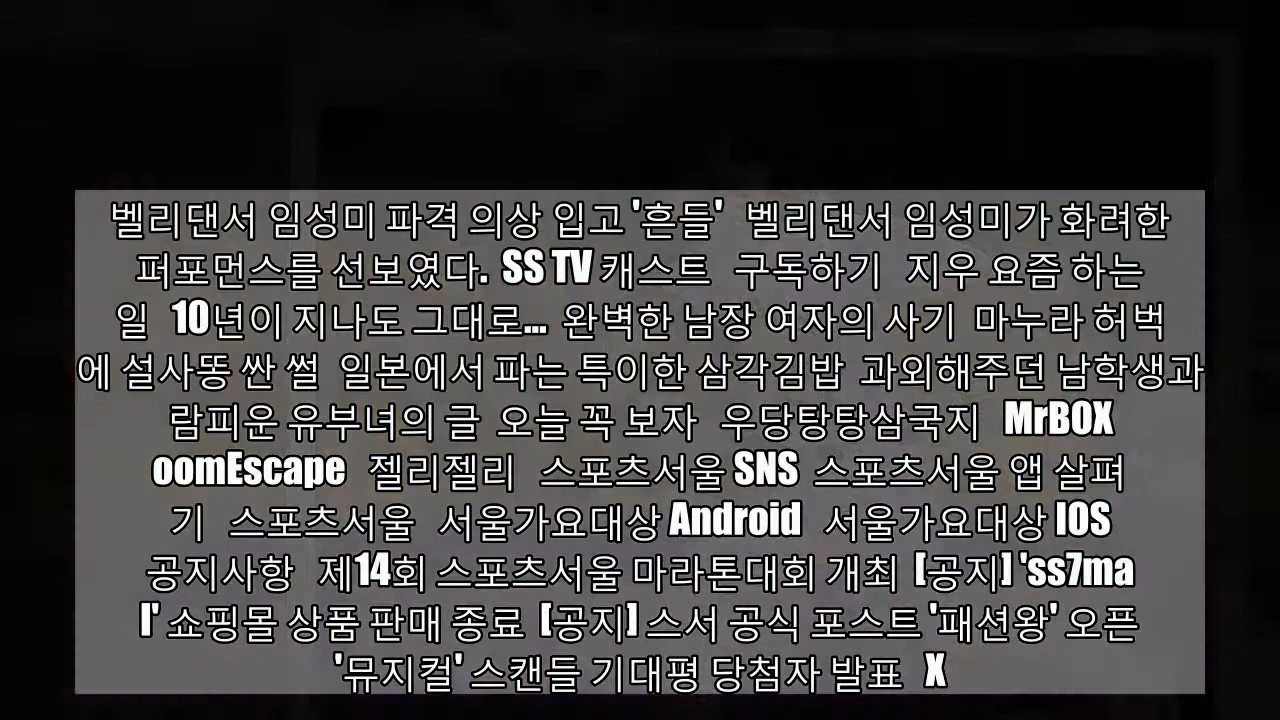 벨리댄서 임성미 파격 의상 입고 '흔들' 벨리댄서 임성미가 화려한
퍼포먼스를 선보였다. SS TV 캐스트 구독하기 지우 요즘 하는
일 10년이 지나도 그대로... 완벽한 남장 여자의 사기 마누라 허벅
에 설사똥 싼 썰 일본에서 파는 특이한 삼각김밥 과외해주던 남학생과
람피운 유부녀의 글 오늘 꼭 보자 우당탕탕삼국지 MrBOX
oomEscape 젤리젤리 스포츠서울 SNS 스포츠서울 앱 살펴
기 스포츠서울 서울가요대상 Android 서울가요대상 IOS
공지사항 제14회 스포츠서울 마라톤대회 개최 [공지] 'ss7ma
l' 쇼핑몰 상품 판매 종료 [공지] 스서 공식 포스트 '패션왕' 오픈
'뮤지컬' 스캔들 기대평 당첨자 발표 X